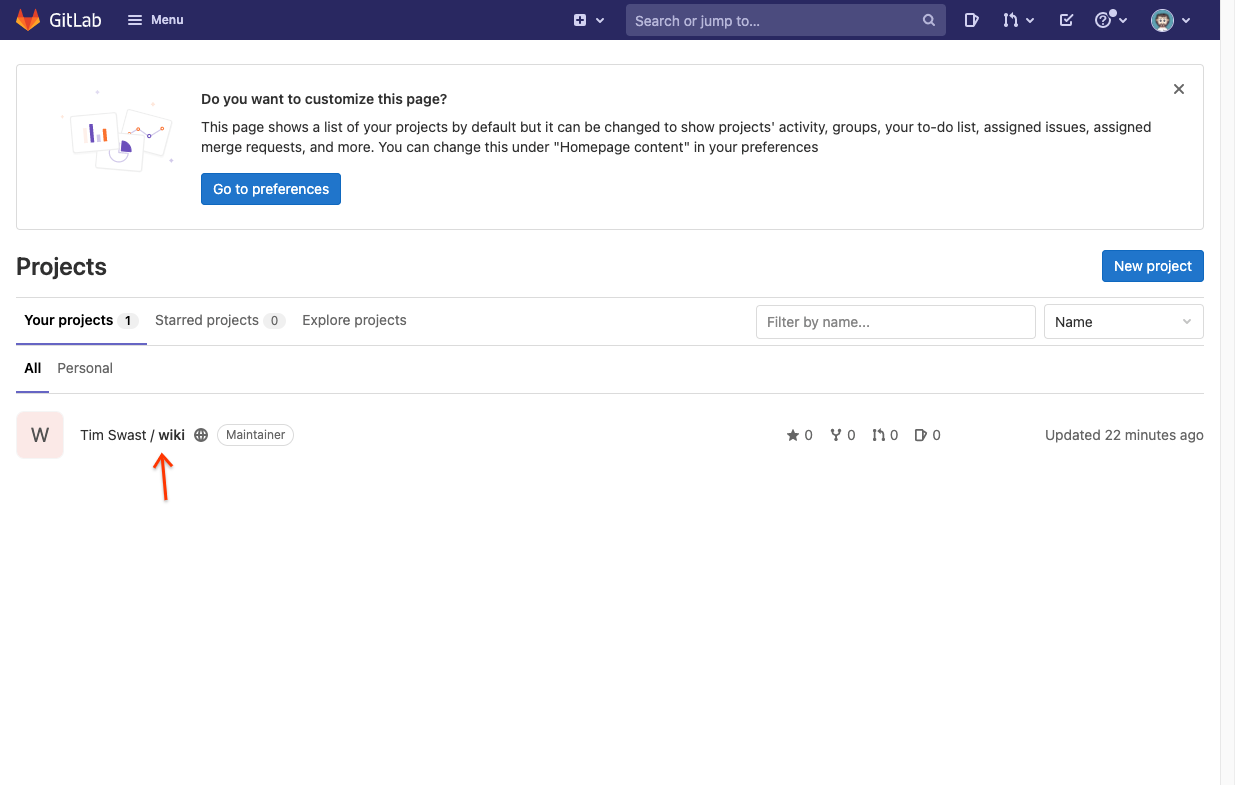 GitLab Menu Search or jump to...
Do you want to customize this page?
This page shows a list of your projects by default but it can be changed to show projects' activity, groups, your to-do list, assigned issues, assigned
merge requests, and more. You can change this under "Homepage content" in your preferences
Go to preferences
Projects New project
Your projects 1 Starred projects 0 Explore projects Filter by name... Name
All Personal
W Tim Swast / wiki Maintainer 0 0 0 0 Updated 22 minutes ago